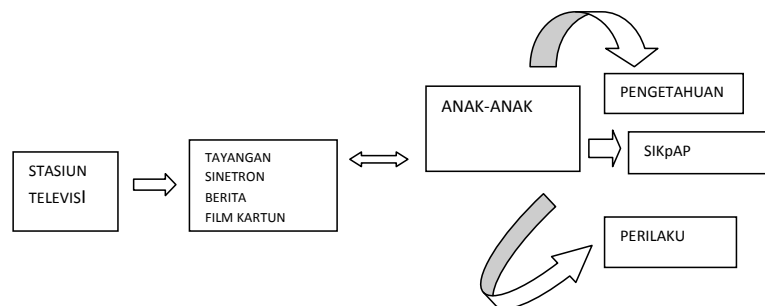 STASIUN
TELEVISI
TAYANGAN
SINETRON
BERITA
FILM KARTUN
ANAK-ANAK
PENGETAHUAN
SIKpAP
PERILAKU